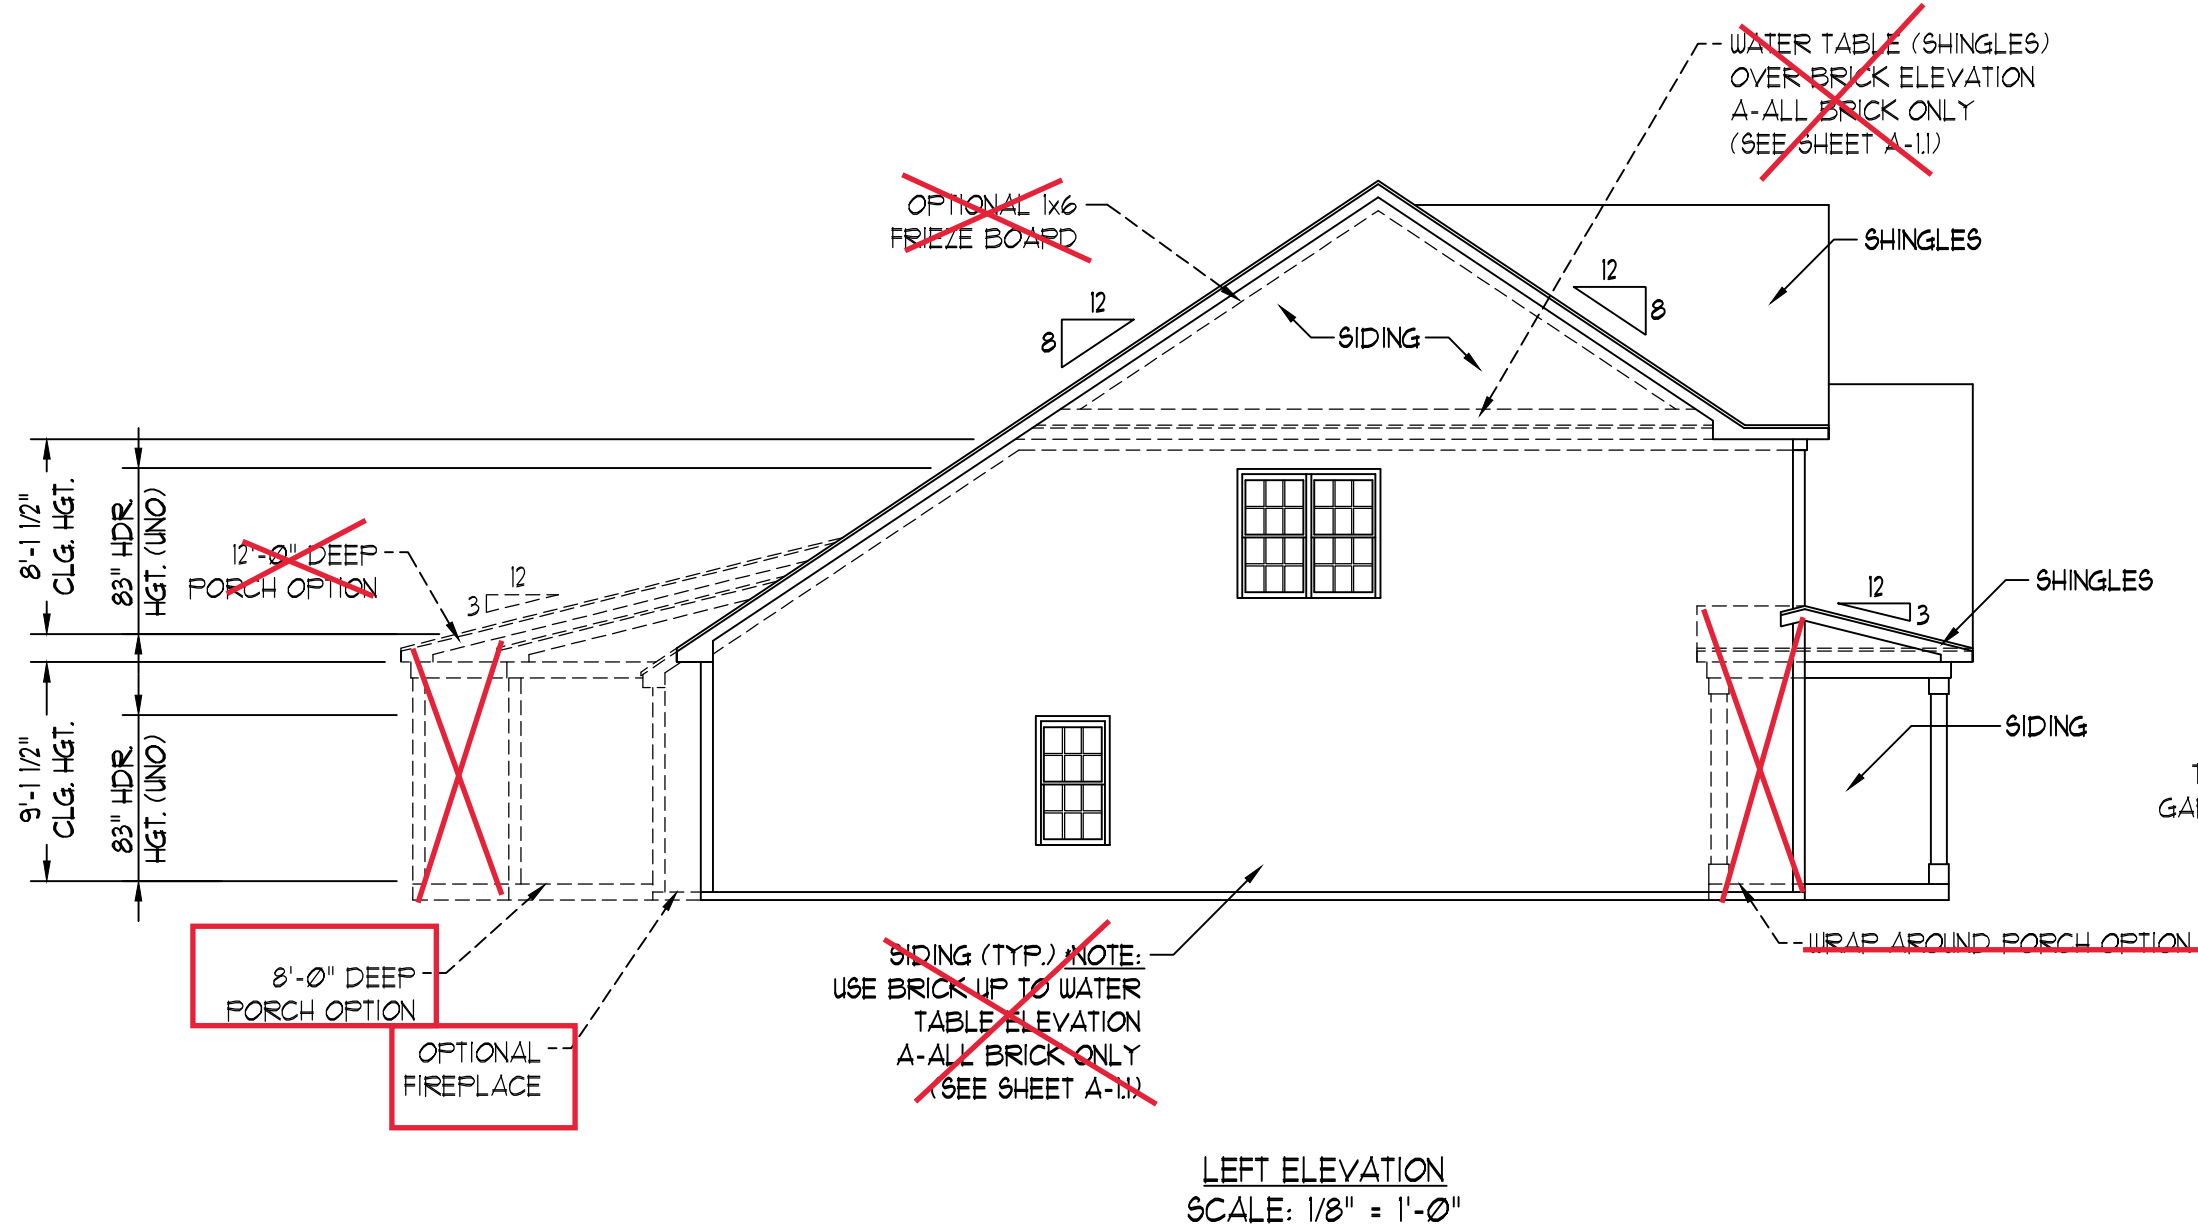 WATER TABLE (SHINGLES)
OVER BRICK ELEVATION
A-ALL BRICK ONLY
(SEE SHEET A-1.1)
OPTIONAL 1x6
FRIEZE BOARD
SHINGLES
12
8
12
8
SIDING
8'-1 1/2"
CLG. HGT.
83" HDR.
HGT. (UNO)
12'-0" DEEP
PORCH OPTION
12
3
12
3
SHINGLES
SIDING
9'-1 1/2"
CLG. HGT.
83" HDR.
HGT. (UNO)
GA
WRAP AROUND PORCH OPTION
8'-0" DEEP
PORCH OPTION
OPTIONAL
FIREPLACE
SIDING (TYP.) *NOTE:
USE BRICK UP TO WATER
TABLE ELEVATION
A-ALL BRICK ONLY
(SEE SHEET A-1.1)
LEFT ELEVATION
SCALE: 1/8" = 1'-0"